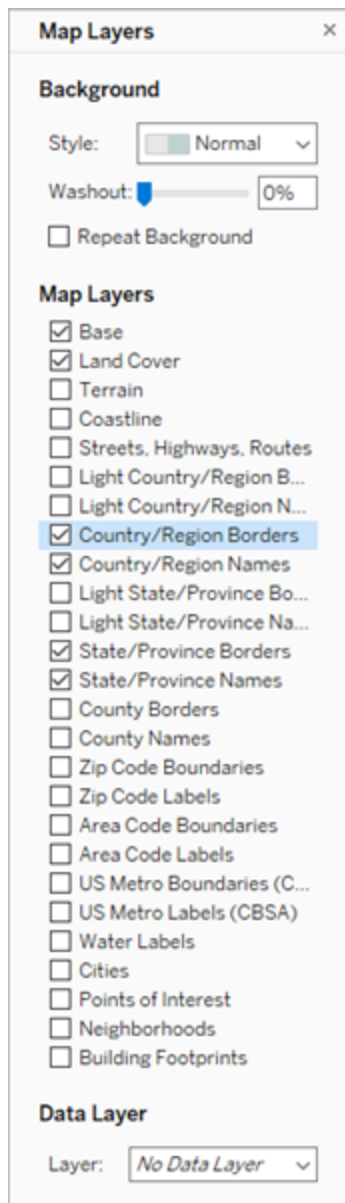 Map Layers
Background
Style: Normal
Washout: 0%
Repeat Background
Map Layers
Base
Land Cover
Terrain
Coastline
Streets, Highways, Routes
Light Country/Region B...
Light Country/Region N...
Country/Region Borders
Country/Region Names
Light State/Province Bo...
Light State/Province Na...
State/Province Borders
State/Province Names
County Borders
County Names
Zip Code Boundaries
Zip Code Labels
Area Code Boundaries
Area Code Labels
US Metro Boundaries (C...
US Metro Labels (CBSA)
Water Labels
Cities
Points of Interest
Neighborhoods
Building Footprints
Data Layer
Layer: No Data Layer